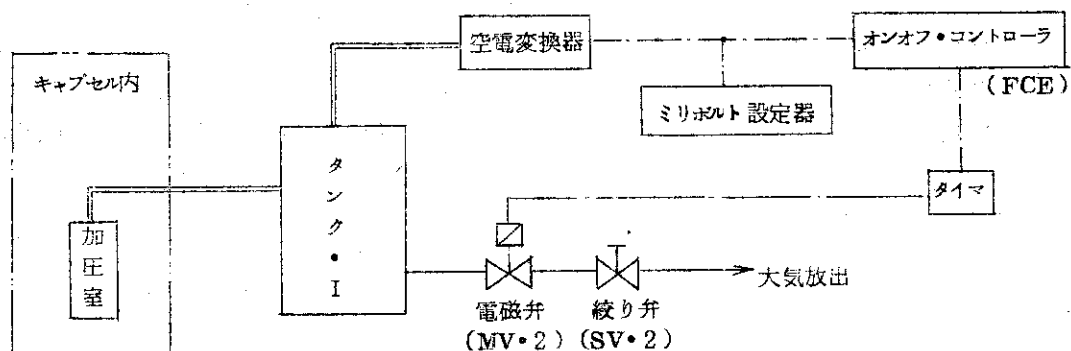 空電変換器
オンオフ・コントローラ
(FCE)
キャプセル内
ミリボルト設定器
タンク・I
タイマ
加圧室
大気放出
電磁弁
絞り弁
(MV・2)
(SV・2)